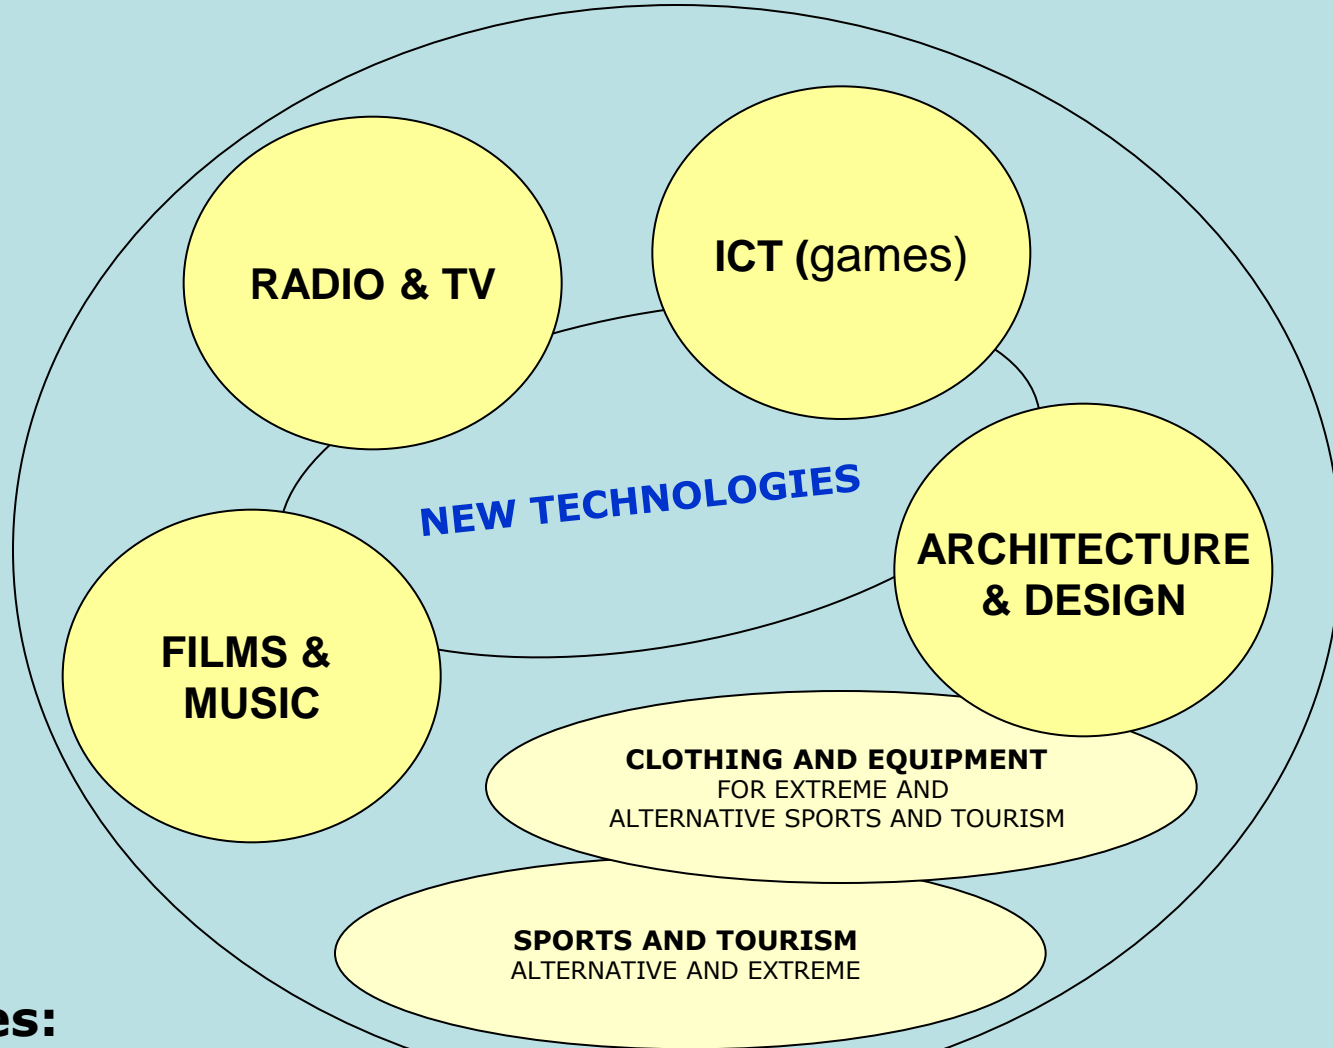 RADIO & TV
ICT (games)
NEW TECHNOLOGIES
ARCHITECTURE
& DESIGN
FILMS &
MUSIC
CLOTHING AND EQUIPMENT
FOR EXTREME AND
ALTERNATIVE SPORTS AND TOURISM
SPORTS AND TOURISM
ALTERNATIVE AND EXTREME
es: